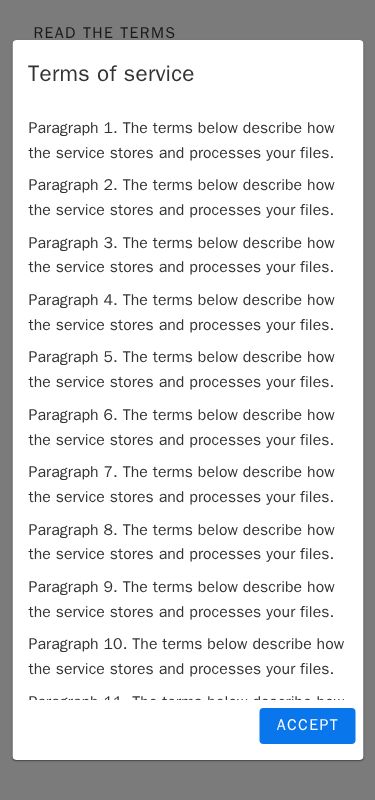 READ THE TERMS
Terms of service
Paragraph 1. The terms below describe how
the service stores and processes your files.
Paragraph 2. The terms below describe how
the service stores and processes your files.
Paragraph 3. The terms below describe how
the service stores and processes your files.
Paragraph 4. The terms below describe how
the service stores and processes your files.
Paragraph 5. The terms below describe how
the service stores and processes your files.
Paragraph 6. The terms below describe how
the service stores and processes your files.
Paragraph 7. The terms below describe how
the service stores and processes your files.
Paragraph 8. The terms below describe how
the service stores and processes your files.
Paragraph 9. The terms below describe how
the service stores and processes your files.
Paragraph 10. The terms below describe how
the service stores and processes your files.
Paragraph 11. The terms below describe how
ACCEPT